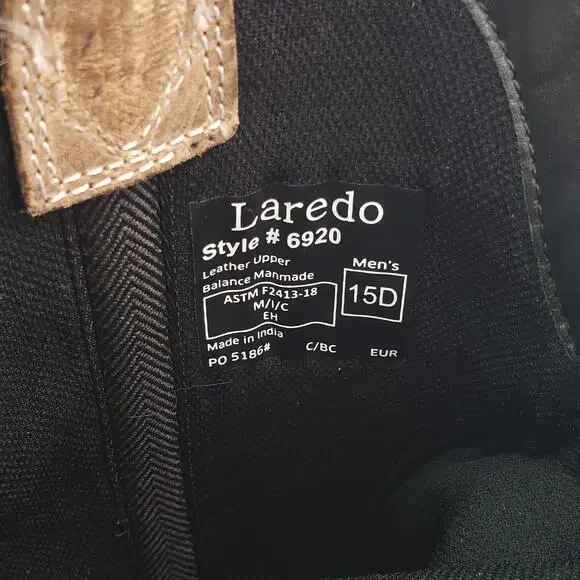 Laredo
Style # 6920
Leather Upper
Balance Manmade
ASTM F2413-18
M/I/C
EH
Men's
15D
Made in India
PO 5186# C/BC EUR